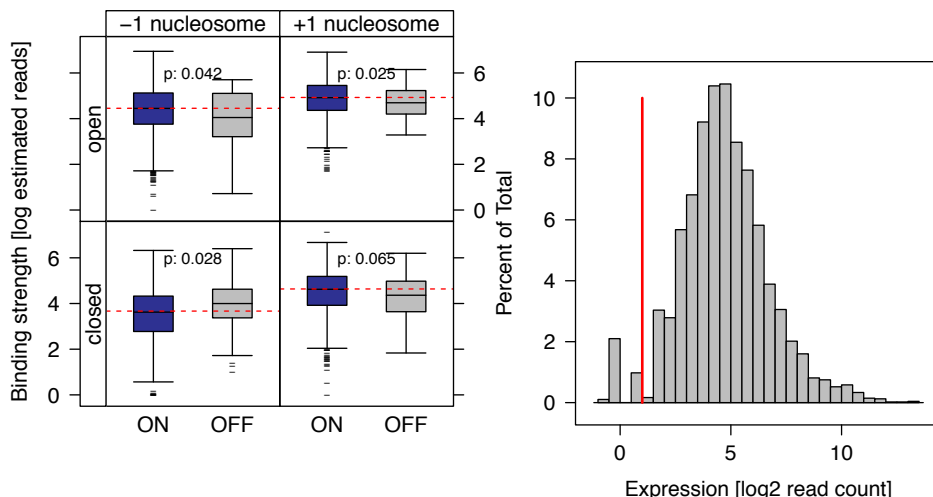 −1 nucleosome
+1 nucleosome
Binding strength [log estimated reads]
open
p: 0.042
p: 0.025
6
4
2
0
closed
p: 0.028
p: 0.065
6
4
2
0
ON
OFF
ON
OFF
Percent of Total
10
8
6
4
2
0
0
5
10
Expression [log2 read count]